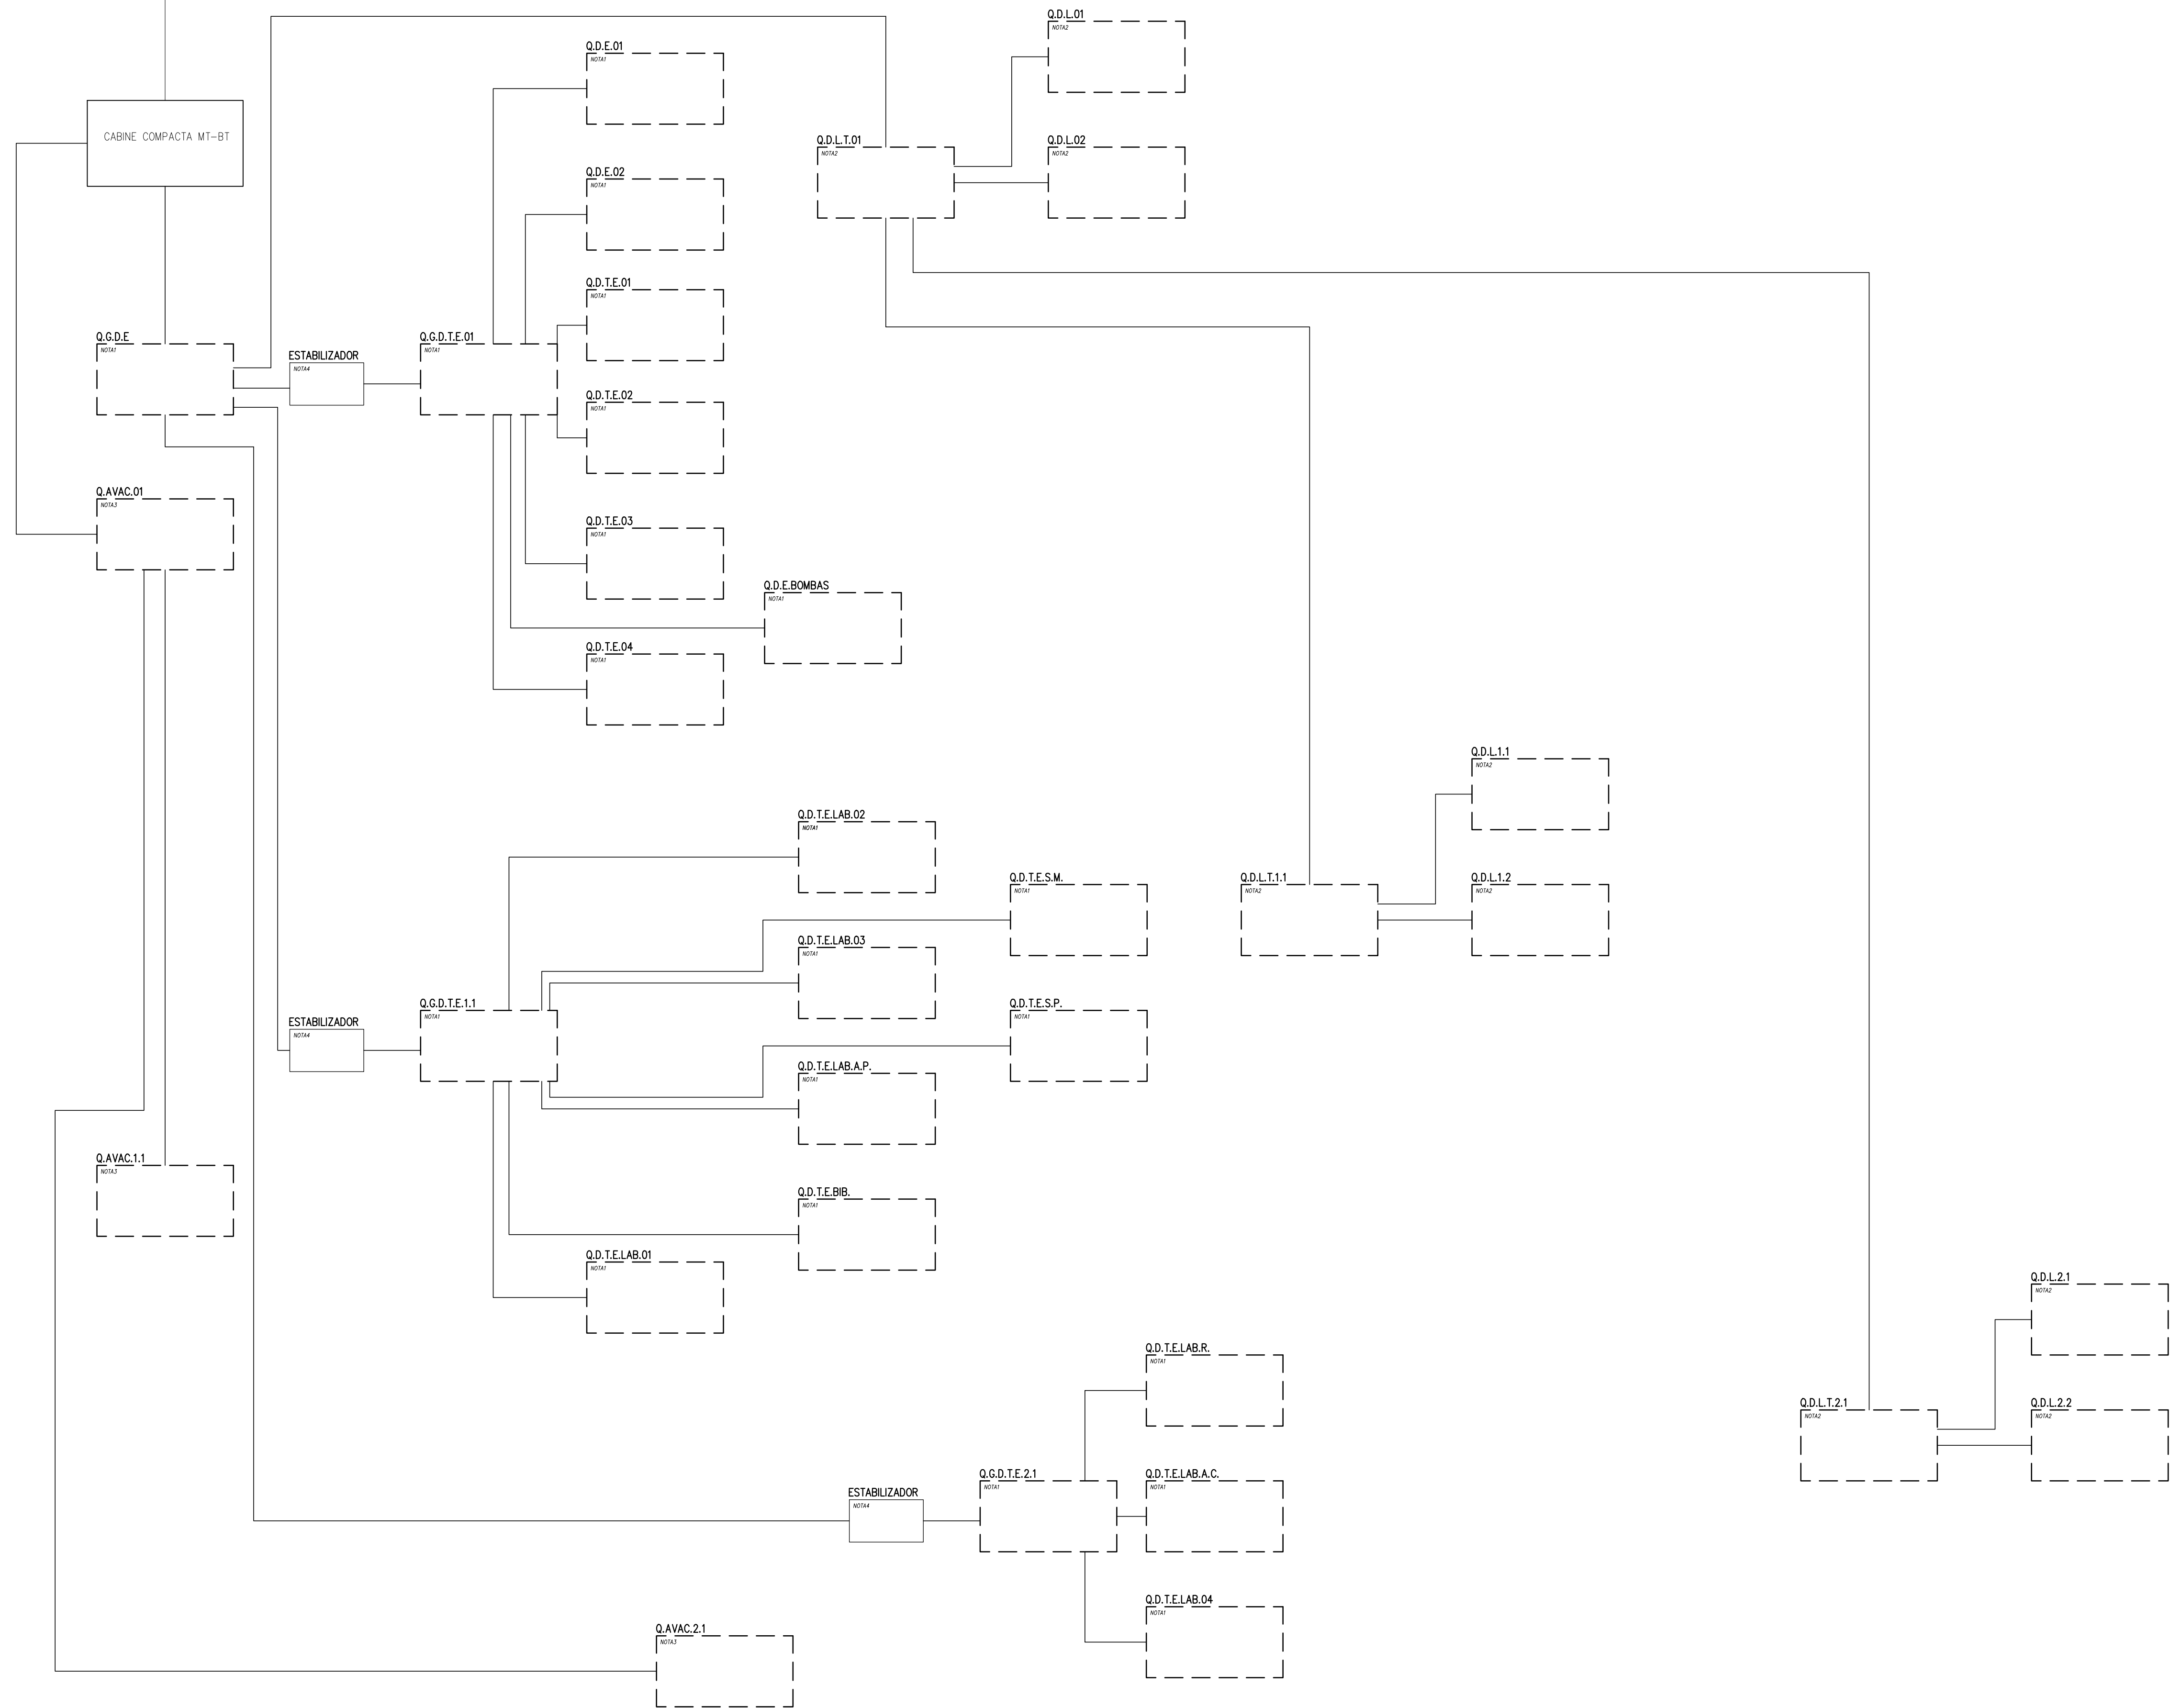 Q.D.L.01
NOTA2
Q.D.E.01
NOTA1
CABINE COMPACTA MT-BT
Q.D.L.T.01
NOTA2
Q.D.L.02
NOTA2
Q.D.E.02
NOTA1
Q.D.T.E.01
NOTA1
Q.G.D.E
NOTA1
ESTABILIZADOR
NOTA4
Q.G.D.T.E.01
NOTA1
Q.D.T.E.02
NOTA1
Q.AVAC.01
NOTA3
Q.D.T.E.03
NOTA1
Q.D.E.BOMBAS
NOTA1
Q.D.T.E.04
NOTA1
Q.D.L.1.1
NOTA2
Q.D.T.E.LAB.02
NOTA1
Q.D.T.E.S.M.
NOTA1
Q.D.L.T.1.1
NOTA2
Q.D.L.1.2
NOTA2
Q.D.T.E.LAB.03
NOTA1
Q.G.D.T.E.1.1
NOTA1
Q.D.T.E.S.P.
NOTA1
ESTABILIZADOR
NOTA4
Q.D.T.E.LAB.A.P.
NOTA1
Q.AVAC.1.1
NOTA3
Q.D.T.E.BIB.
NOTA1
Q.D.T.E.LAB.01
NOTA1
Q.D.L.2.1
NOTA2
Q.D.T.E.LAB.R.
NOTA1
Q.D.L.T.2.1
NOTA2
Q.D.L.2.2
NOTA2
Q.G.D.T.E.2.1
NOTA1
Q.D.T.E.LAB.A.C.
NOTA1
ESTABILIZADOR
NOTA4
Q.D.T.E.LAB.04
NOTA1
Q.AVAC.2.1
NOTA3